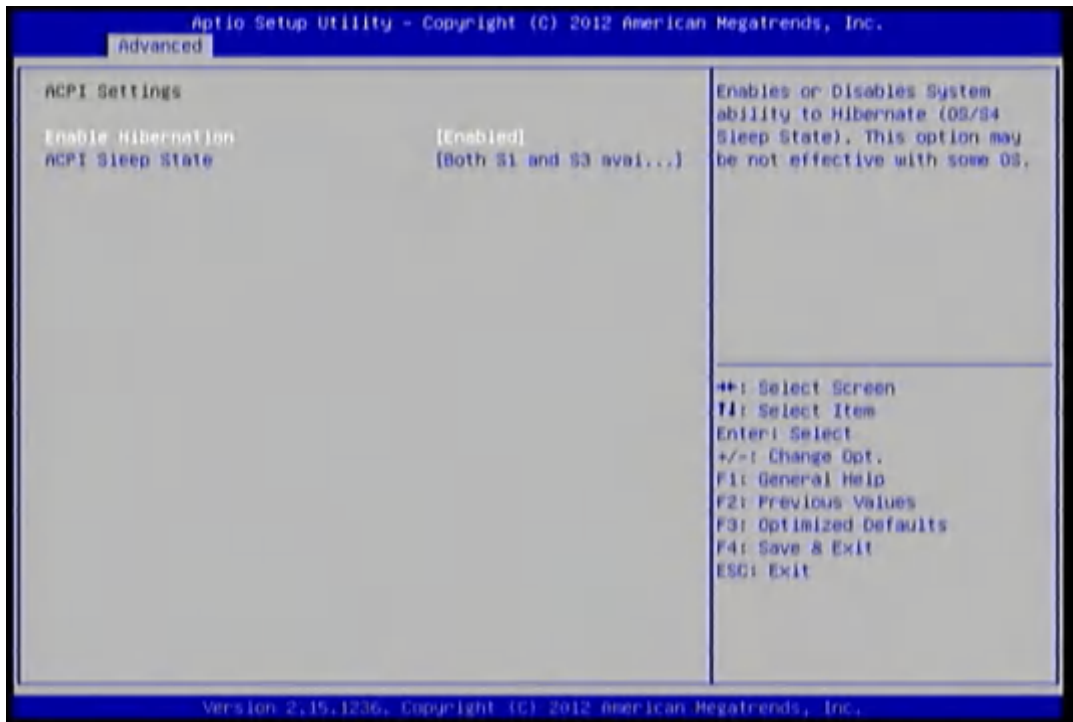 Aptio Setup Utility - Copyright (C) 2012 American Megatrends, Inc.
Advanced
ACPI Settings
Enable Hibernation [Enabled]
ACPI Sleep State [Both S1 and S3 avai...]
Enables or Disables System
ability to Hibernate (OS/S4
Sleep State). This option may
be not effective with some OS.
→←: Select Screen
↑↓: Select Item
Enter: Select
+/-: Change Opt.
F1: General Help
F2: Previous Values
F3: Optimized Defaults
F4: Save & Exit
ESC: Exit
Version 2.15.1236. Copyright (C) 2012 American Megatrends, Inc.